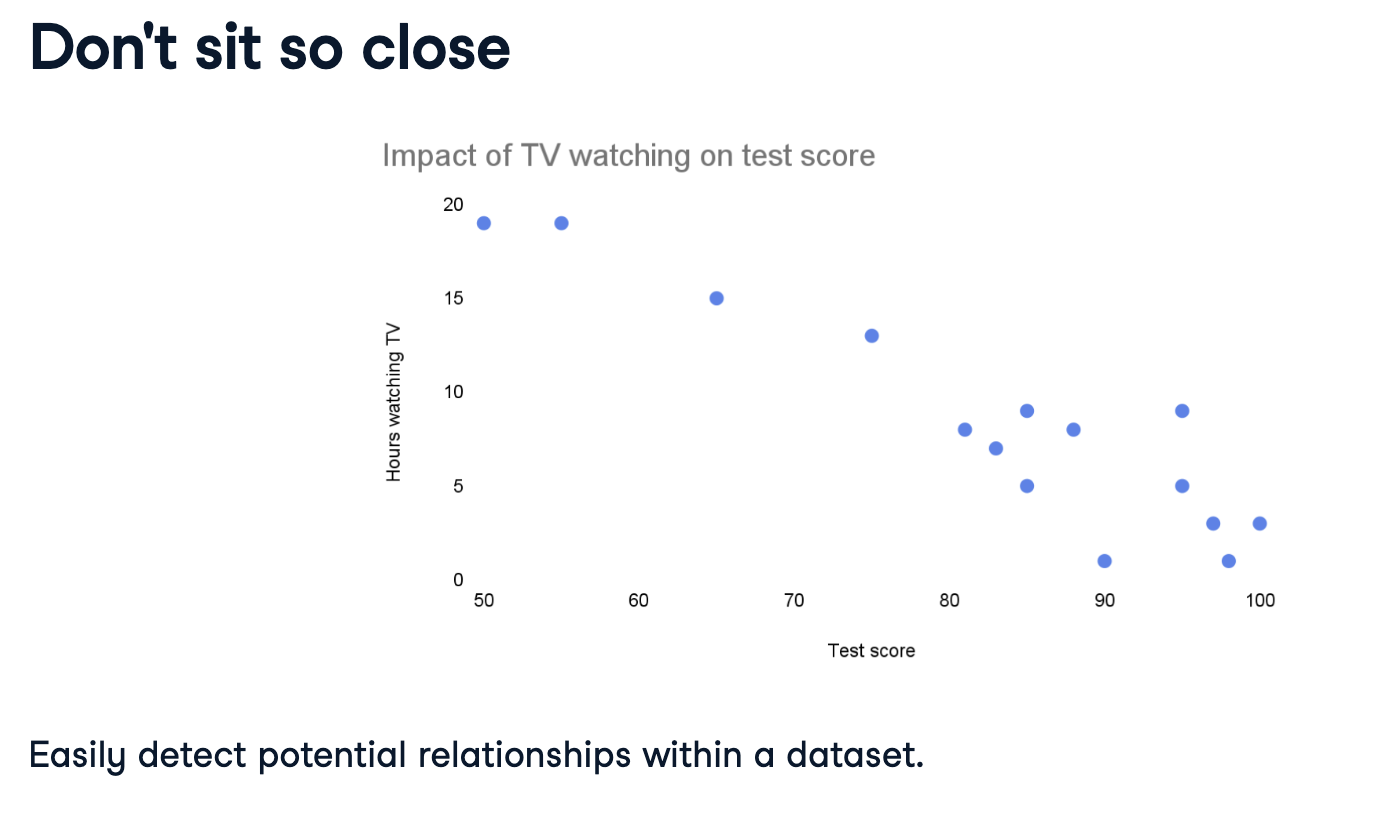 Don't sit so close
Impact of TV watching on test score
20
15
10
5
0
Hours watching TV
50 60 70 80 90 100
Test score
Easily detect potential relationships within a dataset.